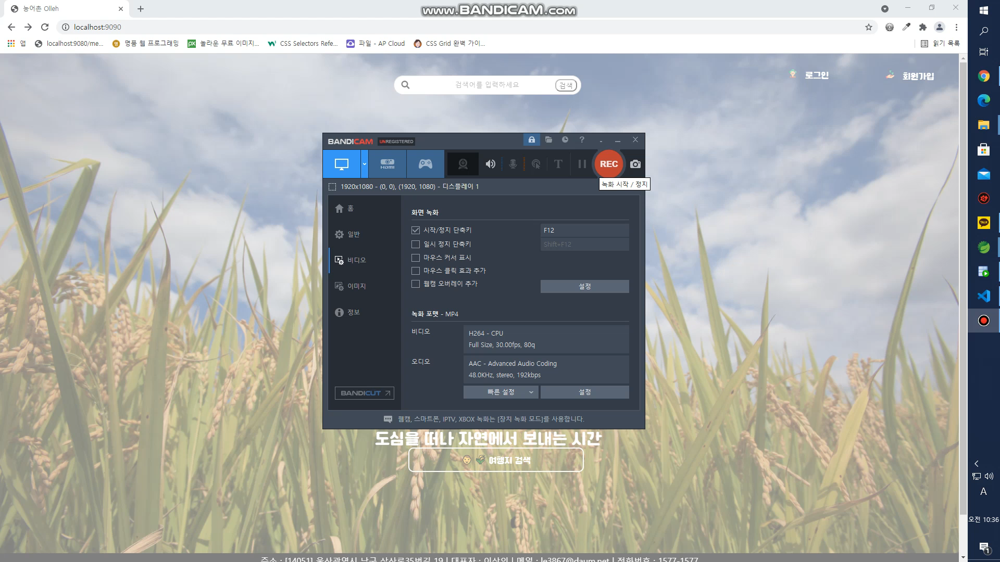 농어촌 Olleh
www.BANDICAM.com
localhost:9090
앱
localhost:9080/me...
명품 웹 프로그래밍
놀라운 무료 이미지...
CSS Selectors Refe...
파일 - AP Cloud
CSS Grid 완벽 가이...
읽기 목록
검색어를 입력하세요
검색
로그인
회원가입
BANDICAM UNREGISTERED
HDMI
REC
1920x1080 - (0, 0), (1920, 1080) - 디스플레이 1
녹화 시작 / 정지
홈
일반
비디오
이미지
정보
BANDICUT
화면 녹화
시작/정지 단축키
F12
일시 정지 단축키
Shift+F12
마우스 커서 표시
마우스 클릭 효과 추가
웹캠 오버레이 추가
설정
녹화 포맷 - MP4
비디오
H264 - CPU
Full Size, 30.00fps, 80q
오디오
AAC - Advanced Audio Coding
48.0KHz, stereo, 192kbps
빠른 설정
설정
웹캠, 스마트폰, IPTV, XBOX 녹화는 [장치 녹화 모드]를 사용합니다.
도심을 떠나 자연에서 보내는 시간
여행지 검색
TALK
A
오전 10:36
1
주소 : [14051] 울산광역시 남구 삼산로35번길 19 | 대표자 : 이상인 | 메일 : le3867@daum.net | 전화번호 : 1577-1577